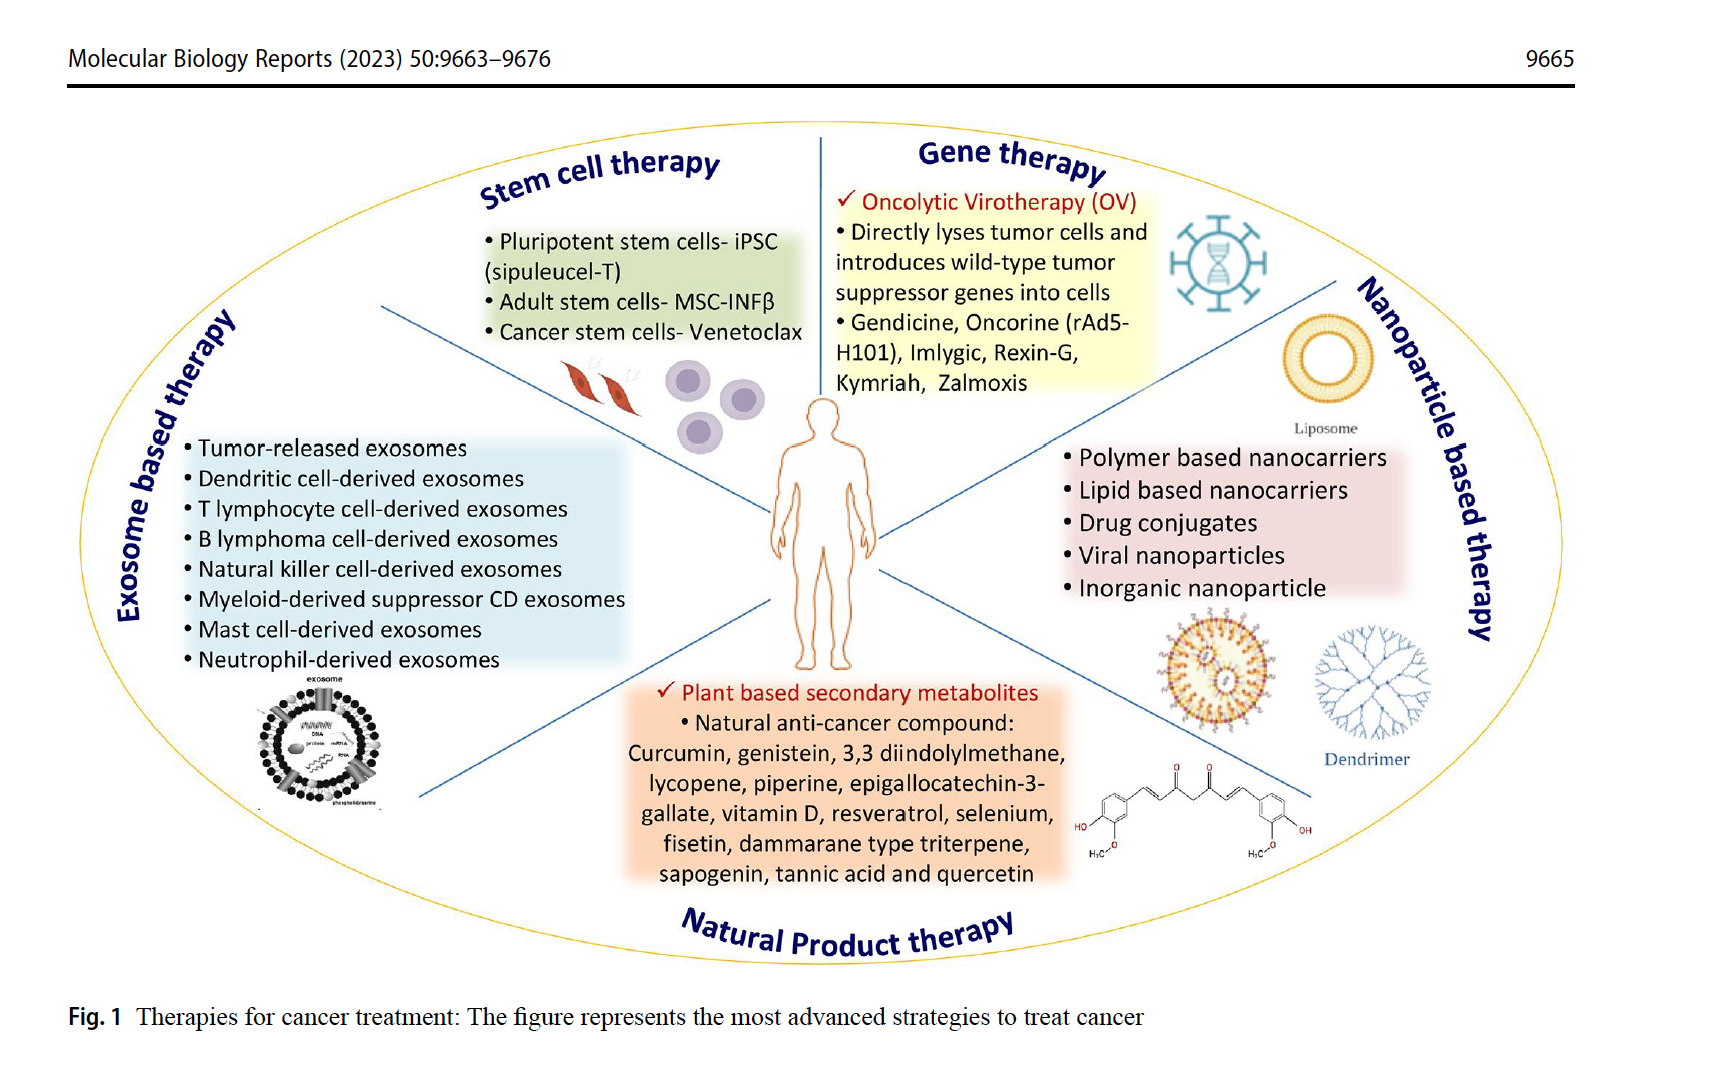 Molecular Biology Reports (2023) 50:9663–9676
9665
Stem cell therapy
• Pluripotent stem cells- iPSC
(sipuleucel-T)
• Adult stem cells- MSC-INFβ
• Cancer stem cells- Venetoclax
Gene therapy
✓ Oncolytic Virotherapy (OV)
• Directly lyses tumor cells and
introduces wild-type tumor
suppressor genes into cells
• Gendicine, Oncorine (rAd5-
H101), Imlygic, Rexin-G,
Kymriah, Zalmoxis
Exosome based therapy
• Tumor-released exosomes
• Dendritic cell-derived exosomes
• T lymphocyte cell-derived exosomes
• B lymphoma cell-derived exosomes
• Natural killer cell-derived exosomes
• Myeloid-derived suppressor CD exosomes
• Mast cell-derived exosomes
• Neutrophil-derived exosomes
exosome
DNA
protein
mRNA
RNA
phosphatidylserine
Nanoparticle based therapy
Liposome
• Polymer based nanocarriers
• Lipid based nanocarriers
• Drug conjugates
• Viral nanoparticles
• Inorganic nanoparticle
Dendrimer
✓ Plant based secondary metabolites
• Natural anti-cancer compound:
Curcumin, genistein, 3,3 diindolylmethane,
lycopene, piperine, epigallocatechin-3-
gallate, vitamin D, resveratrol, selenium,
fisetin, dammarane type triterpene,
sapogenin, tannic acid and quercetin
O O
HO
OH
H₃C O
H₃C O
Natural Product therapy
Fig. 1 Therapies for cancer treatment: The figure represents the most advanced strategies to treat cancer